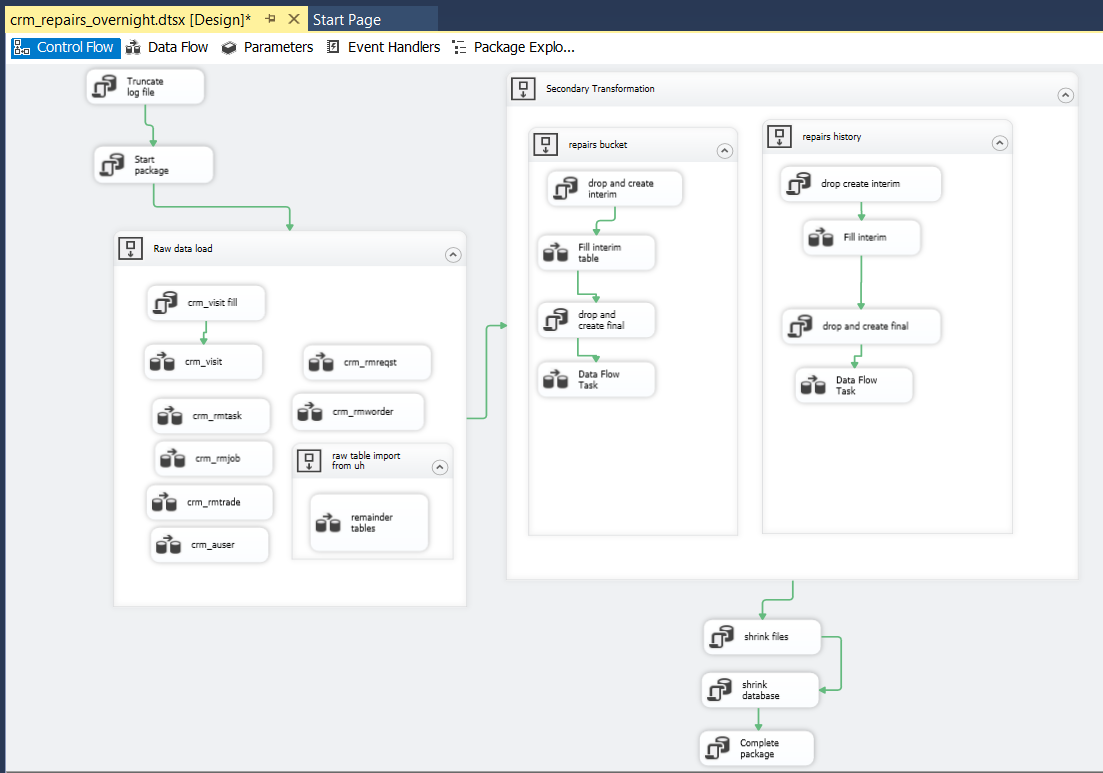 crm_repairs_overnight.dtsx [Design]*
Start Page
Control Flow
Data Flow
Parameters
Event Handlers
Package Explo...
Truncate
log file
Start
package
Raw data load
crm_visit fill
crm_visit
crm_rmreqst
crm_rmtask
crm_rmworder
crm_rmjob
crm_rmtrade
crm_auser
raw table import
from uh
remainder
tables
Secondary Transformation
repairs bucket
drop and create
interim
Fill interim
table
drop and
create final
Data Flow
Task
repairs history
drop create interim
Fill interim
drop and create final
Data Flow
Task
shrink files
shrink
database
Complete
package